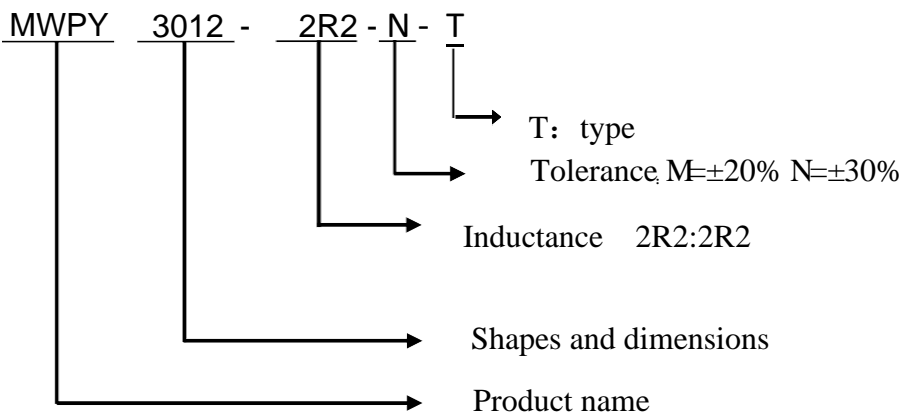 MWPY 3012 - 2R2 - N - T
T：type
Tolerance: M=±20% N=±30%
Inductance 2R2:2R2
Shapes and dimensions
Product name